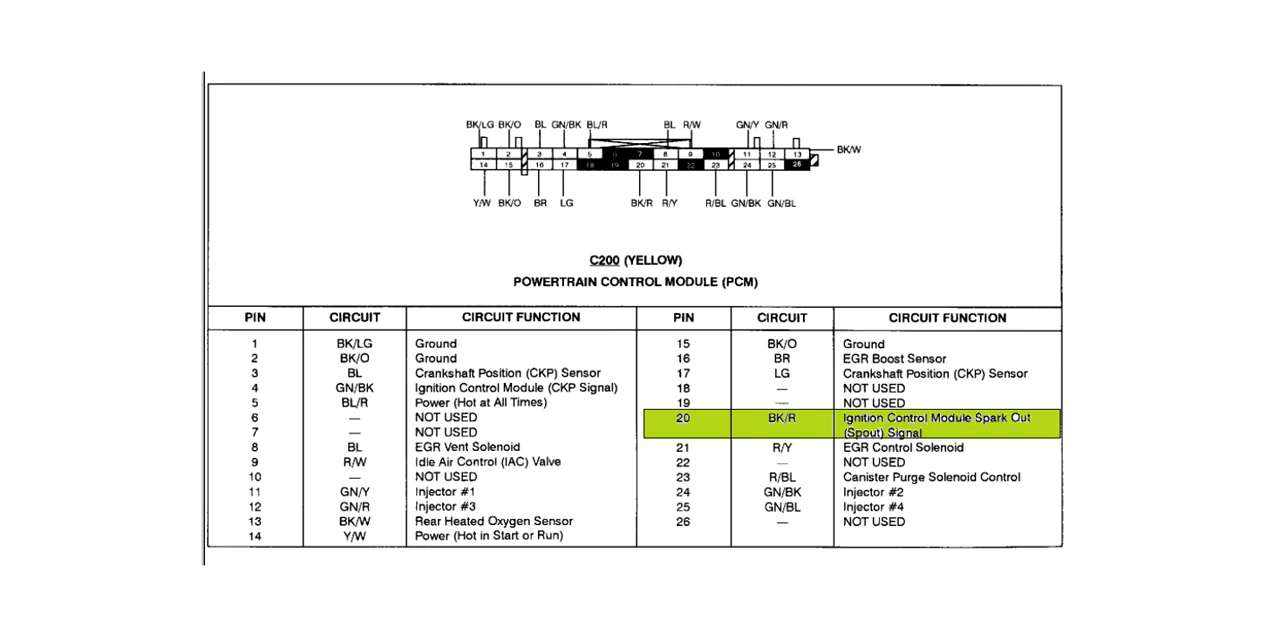 BK/LG BK/O BL GN/BK BL/R BL R/W GN/Y GN/R
1 2 3 4 5 6 7 8 9 10 11 12 13 BK/W
14 15 16 17 18 19 20 21 22 23 24 25 26
Y/W BK/O BR LG BK/R R/Y R/BL GN/BK GN/BL
C200 (YELLOW)
POWERTRAIN CONTROL MODULE (PCM)
PIN CIRCUIT CIRCUIT FUNCTION PIN CIRCUIT CIRCUIT FUNCTION
1 BK/LG Ground 15 BK/O Ground
2 BK/O Ground 16 BR EGR Boost Sensor
3 BL Crankshaft Position (CKP) Sensor 17 LG Crankshaft Position (CKP) Sensor
4 GN/BK Ignition Control Module (CKP Signal) 18 — NOT USED
5 BL/R Power (Hot at All Times) 19 — NOT USED
6 — NOT USED 20 BK/R Ignition Control Module Spark Out
7 — NOT USED (Spout) Signal
8 BL EGR Vent Solenoid 21 R/Y EGR Control Solenoid
9 R/W Idle Air Control (IAC) Valve 22 — NOT USED
10 — NOT USED 23 R/BL Canister Purge Solenoid Control
11 GN/Y Injector #1 24 GN/BK Injector #2
12 GN/R Injector #3 25 GN/BL Injector #4
13 BK/W Rear Heated Oxygen Sensor 26 — NOT USED
14 Y/W Power (Hot in Start or Run)